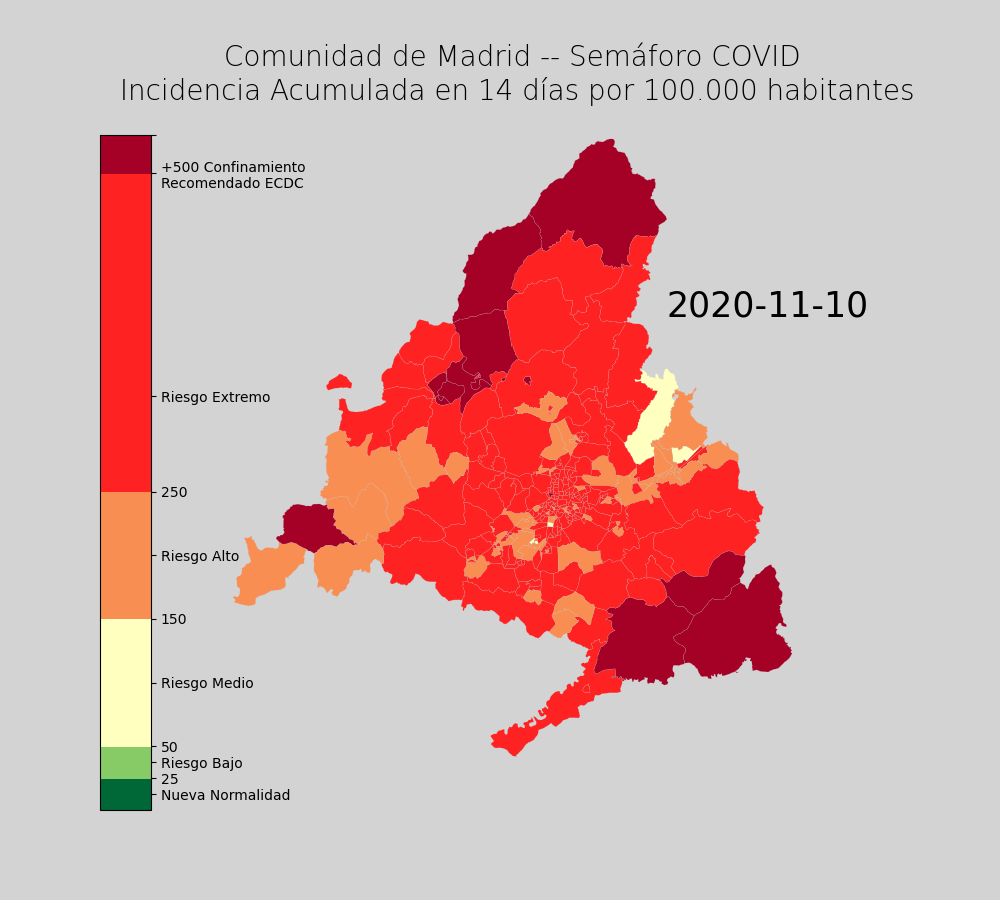 Comunidad de Madrid -- Semáforo COVID
Incidencia Acumulada en 14 días por 100.000 habitantes
+500 Confinamiento
Recomendado ECDC
2020-11-10
Riesgo Extremo
250
Riesgo Alto
150
Riesgo Medio
50
Riesgo Bajo
25
Nueva Normalidad